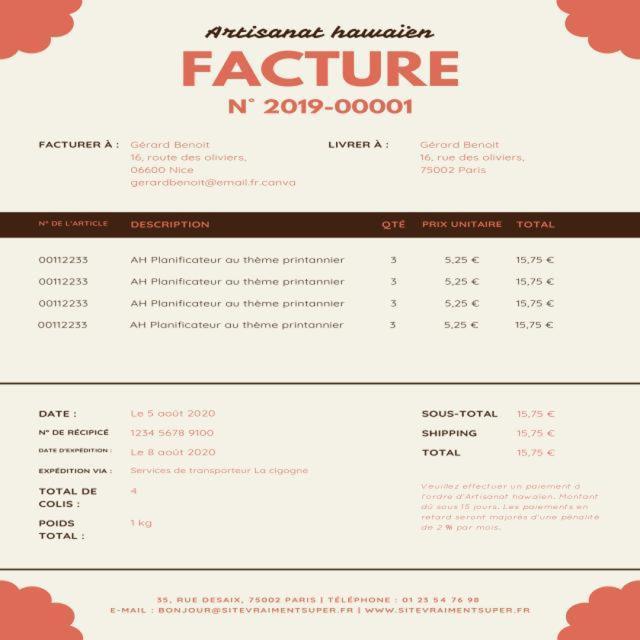 Artisanat hawaïen
FACTURE
N° 2019-00001
FACTURER À : Gérard Benoit
16, route des oliviers,
06600 Nice
gerardbenoit@email.fr.canva
LIVRER À : Gérard Benoit
16, rue des oliviers,
75002 Paris
N° DE L'ARTICLE DESCRIPTION QTÉ PRIX UNITAIRE TOTAL
00112233 AH Planificateur au thème printannier 3 5,25 € 15,75 €
00112233 AH Planificateur au thème printannier 3 5,25 € 15,75 €
00112233 AH Planificateur au thème printannier 3 5,25 € 15,75 €
00112233 AH Planificateur au thème printannier 3 5,25 € 15,75 €
DATE : Le 5 août 2020
N° DE RÉCIPICÉ 1234 5678 9100
DATE D'EXPÉDITION : Le 8 août 2020
EXPÉDITION VIA : Services de transporteur La cigogne
TOTAL DE
COLIS : 4
POIDS
TOTAL : 1 kg
SOUS-TOTAL 15,75 €
SHIPPING 15,75 €
TOTAL 15,75 €
Veuillez effectuer un paiement à
l'ordre d'Artisanat hawaïen. Montant
dû sous 15 jours. Les paiements en
retard seront majorés d'une pénalité
de 2 % par mois.
35, RUE DESAIX, 75002 PARIS | TÉLÉPHONE : 01 23 54 76 98
E-MAIL : BONJOUR@SITEVRAIMENTSUPER.FR | WWW.SITEVRAIMENTSUPER.FR